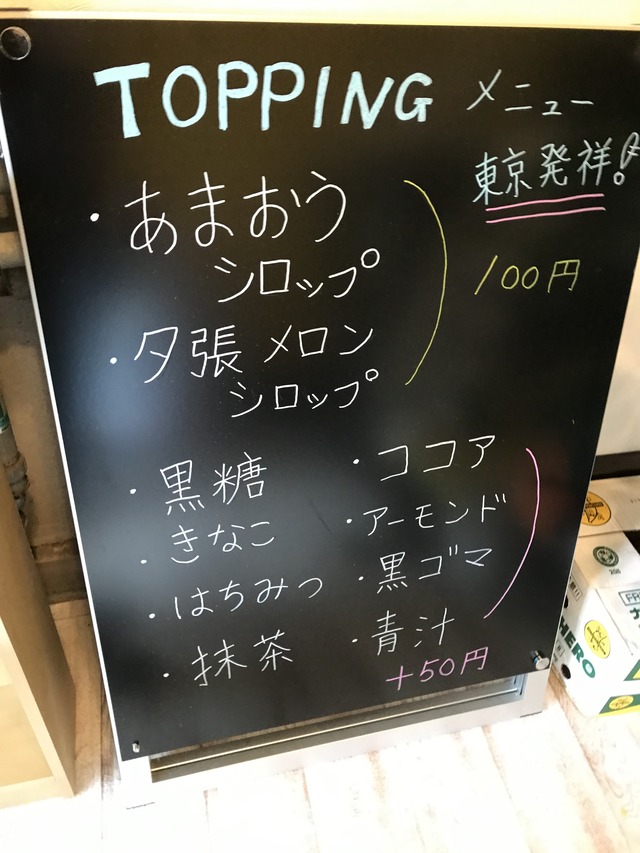 TOPPING メニュー
東京発祥!
・あまおう
シロップ
100円
・夕張メロン
シロップ
・黒糖
・きなこ
・はちみつ
・抹茶
・ココア
・アーモンド
・黒ゴマ
・青汁
+50円
HERO